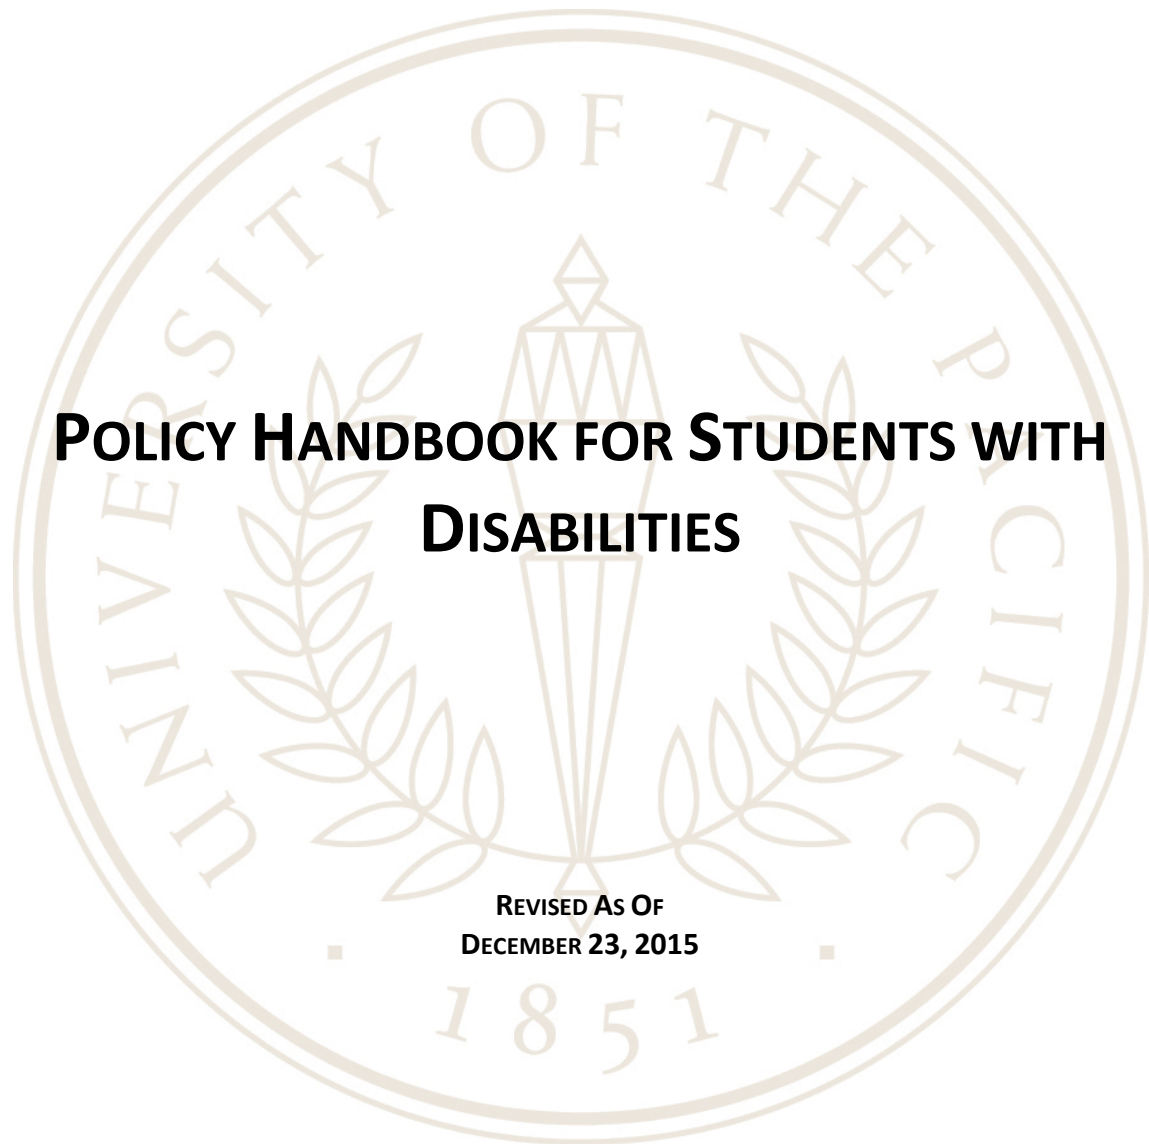 UNIVERSITY OF THE PACIFIC
POLICY HANDBOOK FOR STUDENTS WITH
DISABILITIES
REVISED AS OF
DECEMBER 23, 2015
1851